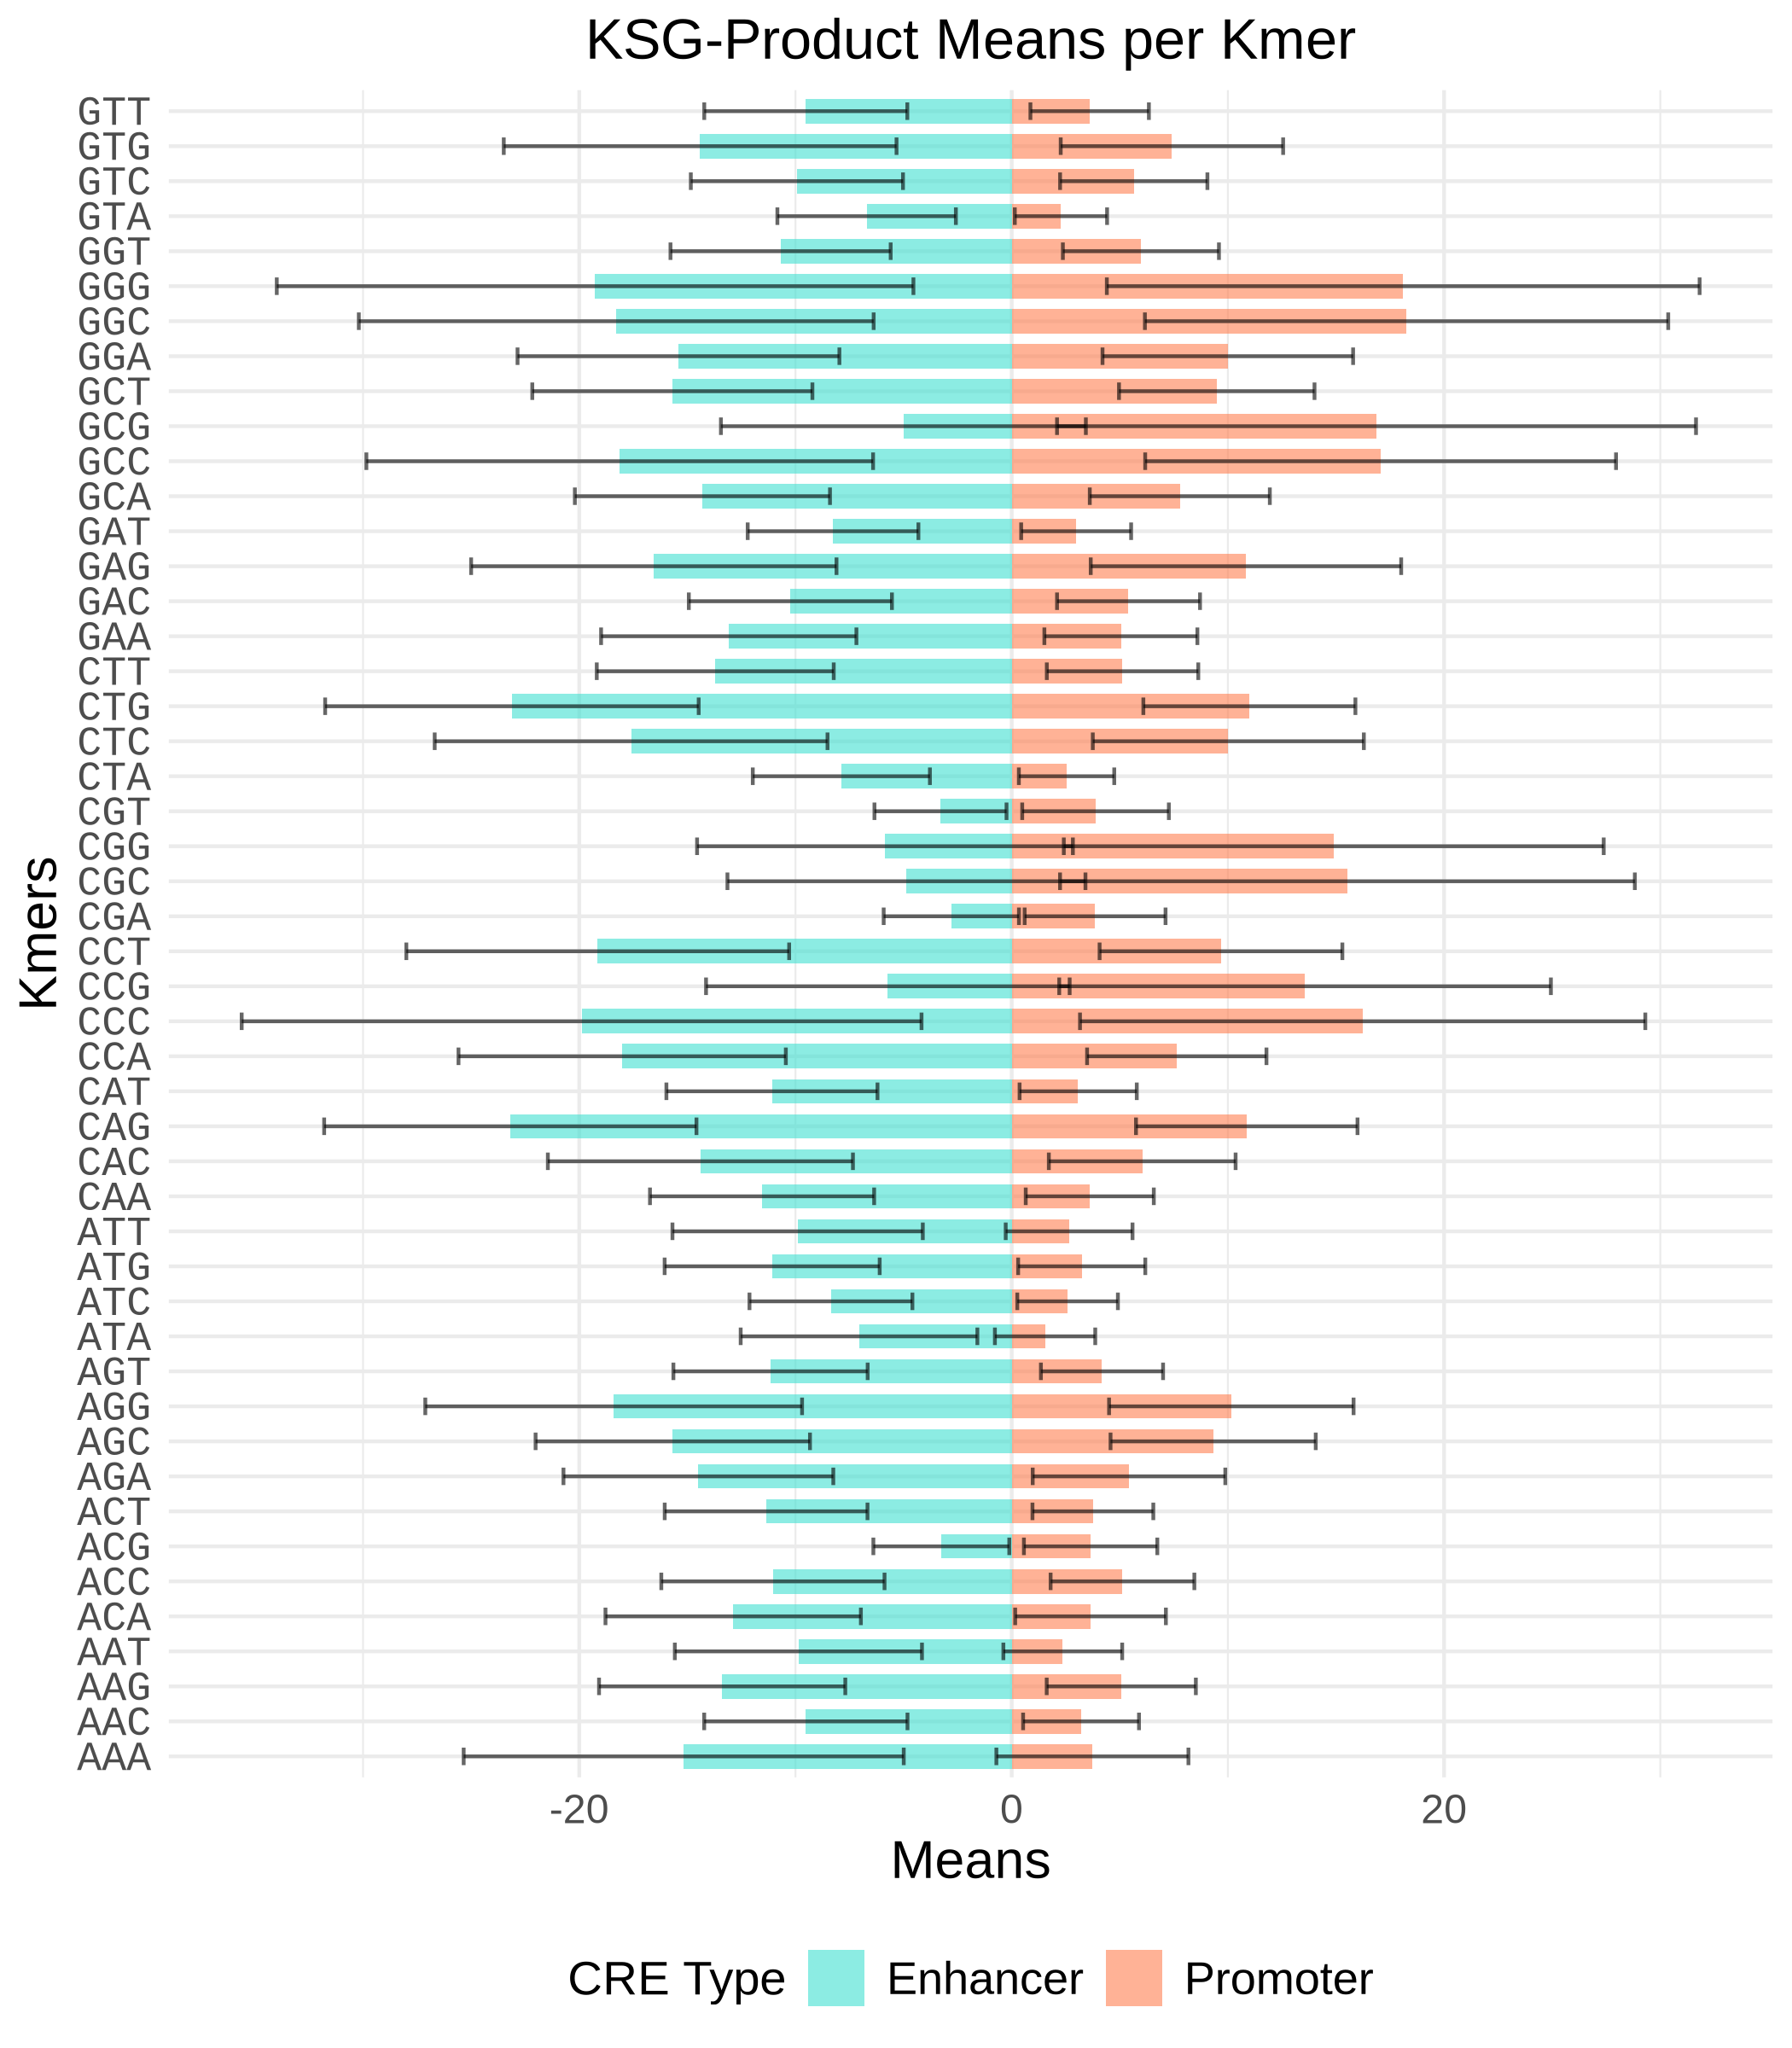 KSG-Product Means per Kmer
GTT
GTG
GTC
GTA
GGT
GGG
GGC
GGA
GCT
GCG
GCC
GCA
GAT
GAG
GAC
GAA
CTT
CTG
CTC
CTA
CGT
CGG
CGC
CGA
CCT
CCG
CCC
CCA
CAT
CAG
CAC
CAA
ATT
ATG
ATC
ATA
AGT
AGG
AGC
AGA
ACT
ACG
ACC
ACA
AAT
AAG
AAC
AAA
Kmers
-20 0 20
Means
CRE Type Enhancer Promoter